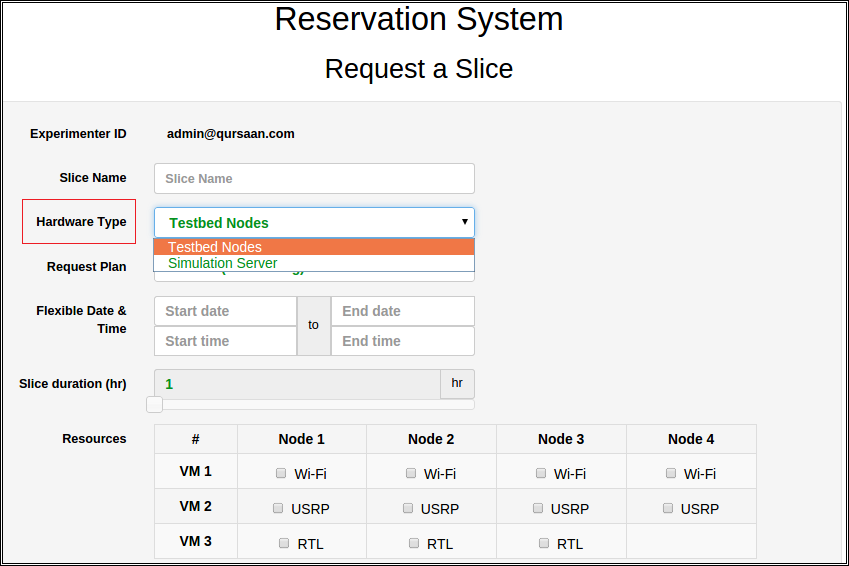 Reservation System
Request a Slice
Experimenter ID admin@qursaan.com
Slice Name Slice Name
Hardware Type Testbed Nodes
Testbed Nodes
Simulation Server
Request Plan
Flexible Date & Time Start date to End date
Start time End time
Slice duration (hr) 1 hr
Resources # Node 1 Node 2 Node 3 Node 4
VM 1 Wi-Fi Wi-Fi Wi-Fi Wi-Fi
VM 2 USRP USRP USRP USRP
VM 3 RTL RTL RTL